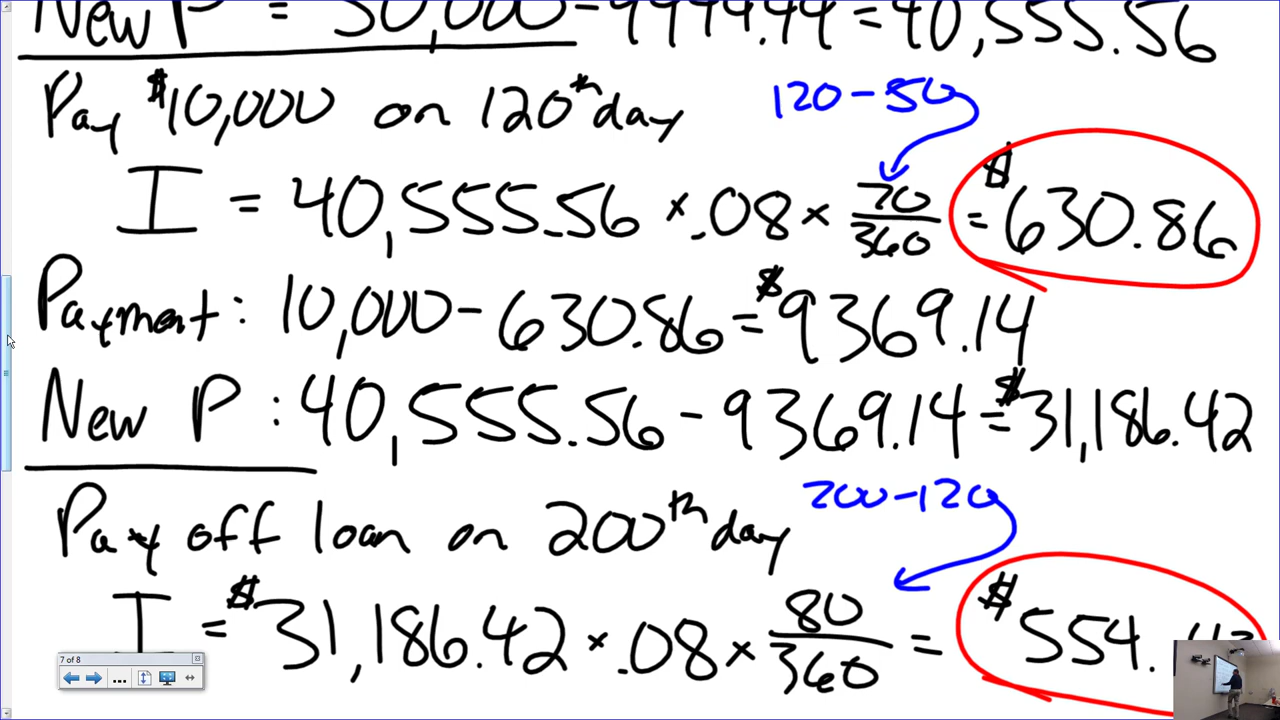 New P = 50,000 - 9444.44 = 40,555.56
Pay $10,000 on 120th day
120 - 50
I = 40,555.56 × .08 × 70/360 = $630.86
Payment: 10,000 - 630.86 = $9369.14
New P : 40,555.56 - 9369.14 = $31,186.42
Pay off loan on 200th day
200 - 120
I = $31,186.42 × .08 × 80/360 = $554.
7 of 8